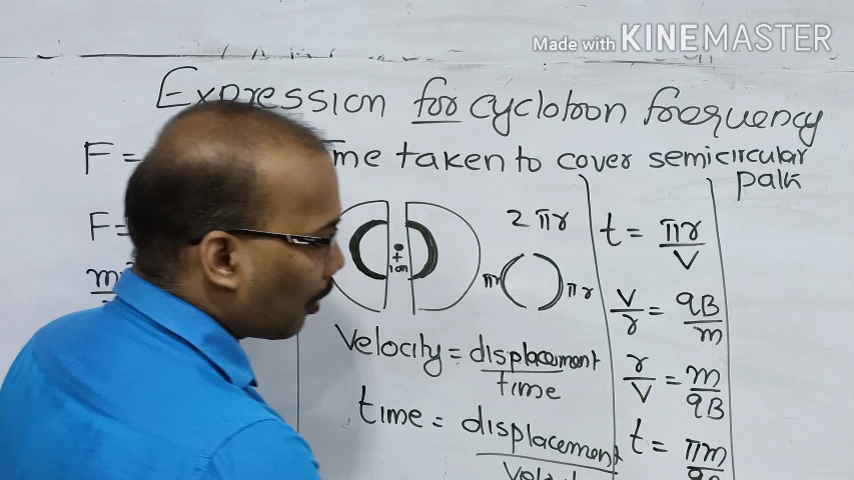 Made with KINEMASTER
Expression for cyclotron frequency
F = me taken to cover semicircular
path
F =
2πr
+
ion
πr πr
Velocity = displacement
time
time = displacement
t = πr
V
V/r = qB/m
r/V = m/qB
t = πm